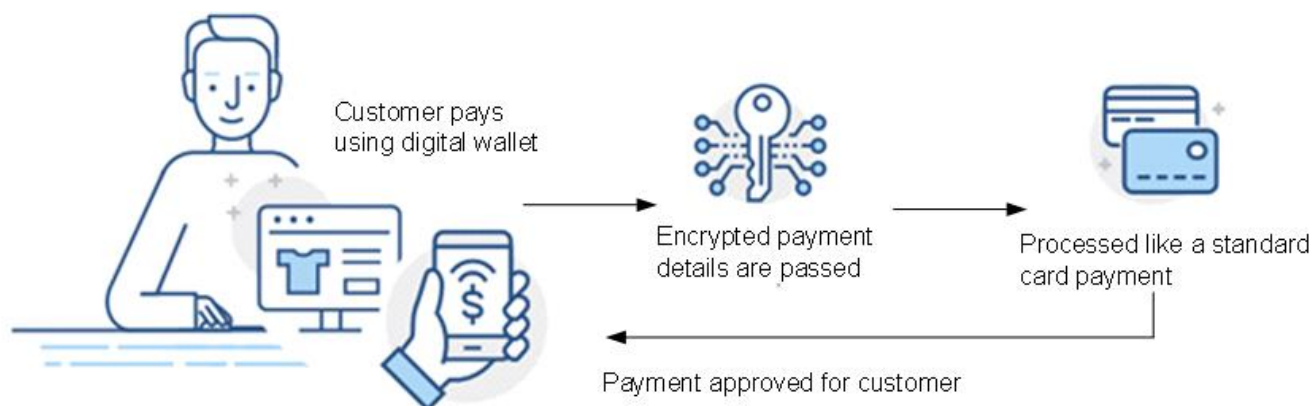 Customer pays
using digital wallet
Encrypted payment
details are passed
Processed like a standard
card payment
$
Payment approved for customer